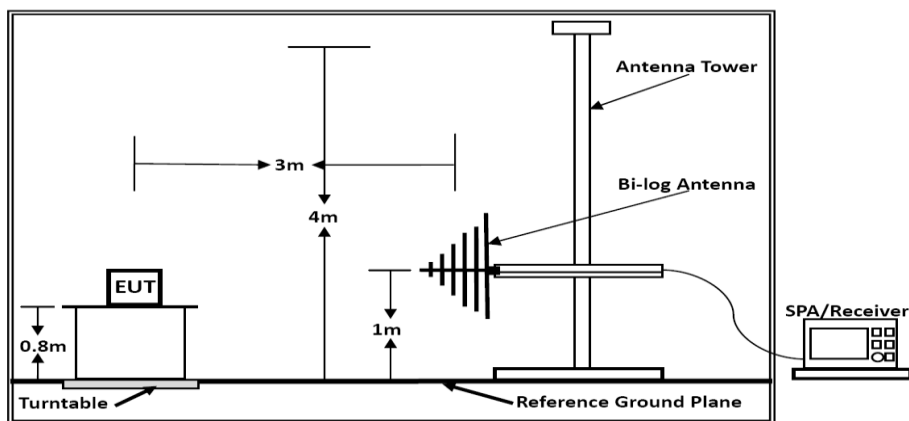 Antenna Tower
3m
Bi-log Antenna
4m
EUT
SPA/Receiver
0.8m
1m
Turntable
Reference Ground Plane